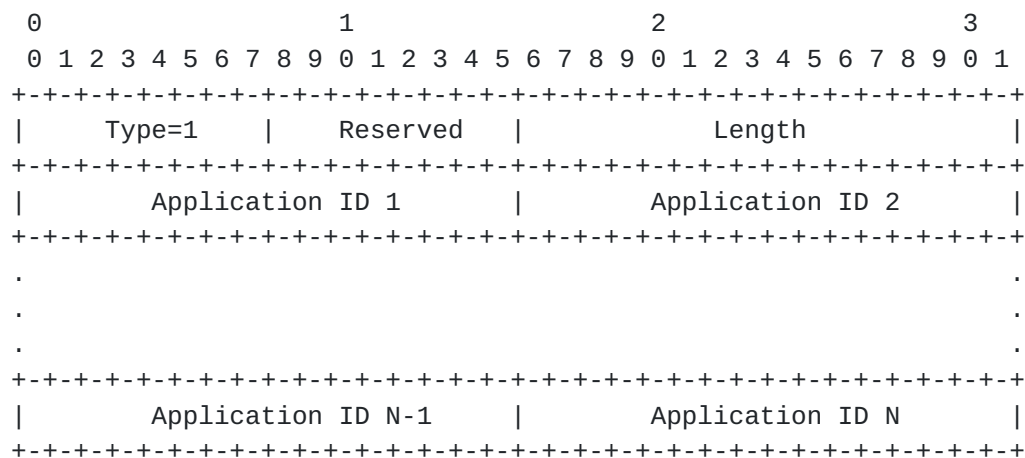 0                   1                   2                   3
 0 1 2 3 4 5 6 7 8 9 0 1 2 3 4 5 6 7 8 9 0 1 2 3 4 5 6 7 8 9 0 1
+-+-+-+-+-+-+-+-+-+-+-+-+-+-+-+-+-+-+-+-+-+-+-+-+-+-+-+-+-+-+-+-+
|     Type=1    |    Reserved   |            Length             |
+-+-+-+-+-+-+-+-+-+-+-+-+-+-+-+-+-+-+-+-+-+-+-+-+-+-+-+-+-+-+-+-+
|        Application ID 1       |        Application ID 2       |
+-+-+-+-+-+-+-+-+-+-+-+-+-+-+-+-+-+-+-+-+-+-+-+-+-+-+-+-+-+-+-+-+
.                                                               .
.                                                               .
.                                                               .
+-+-+-+-+-+-+-+-+-+-+-+-+-+-+-+-+-+-+-+-+-+-+-+-+-+-+-+-+-+-+-+-+
|        Application ID N-1     |        Application ID N       |
+-+-+-+-+-+-+-+-+-+-+-+-+-+-+-+-+-+-+-+-+-+-+-+-+-+-+-+-+-+-+-+-+